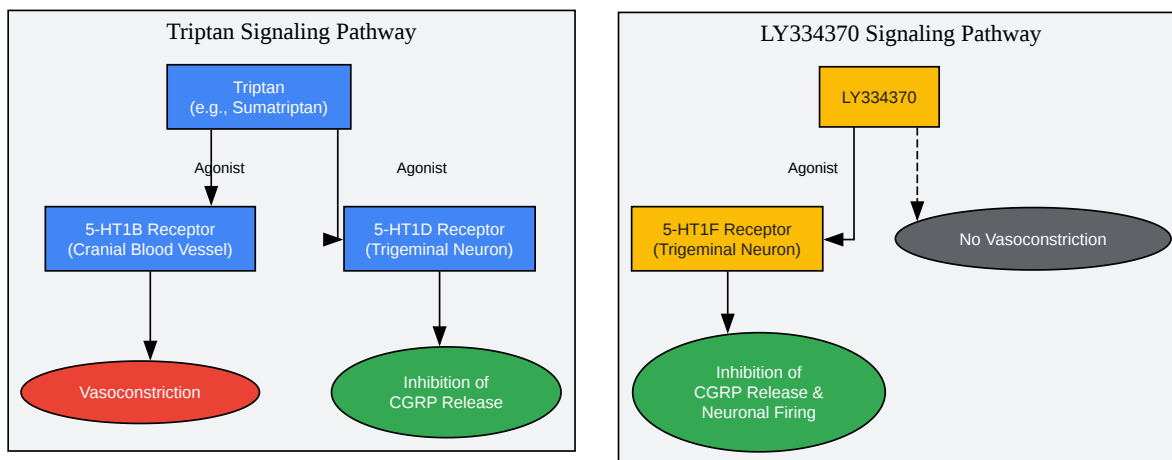 Triptan Signaling Pathway
Triptan
(e.g., Sumatriptan)
Agonist
Agonist
5-HT1B Receptor
(Cranial Blood Vessel)
5-HT1D Receptor
(Trigeminal Neuron)
Vasoconstriction
Inhibition of
CGRP Release
LY334370 Signaling Pathway
LY334370
Agonist
5-HT1F Receptor
(Trigeminal Neuron)
No Vasoconstriction
Inhibition of
CGRP Release &
Neuronal Firing